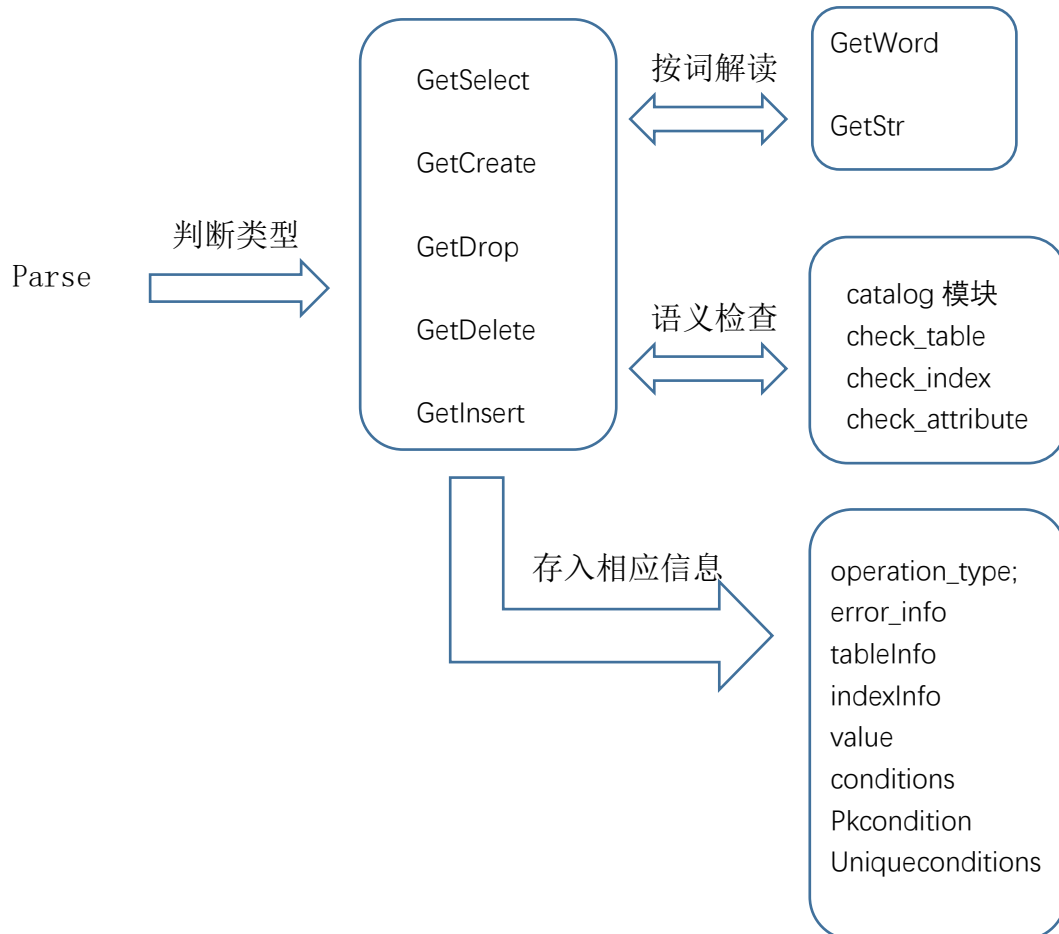 Parse
判断类型
GetSelect
GetCreate
GetDrop
GetDelete
GetInsert
按词解读
GetWord
GetStr
语义检查
catalog 模块
check_table
check_index
check_attribute
存入相应信息
operation_type;
error_info
tableInfo
indexInfo
value
conditions
Pkcondition
Uniqueconditions